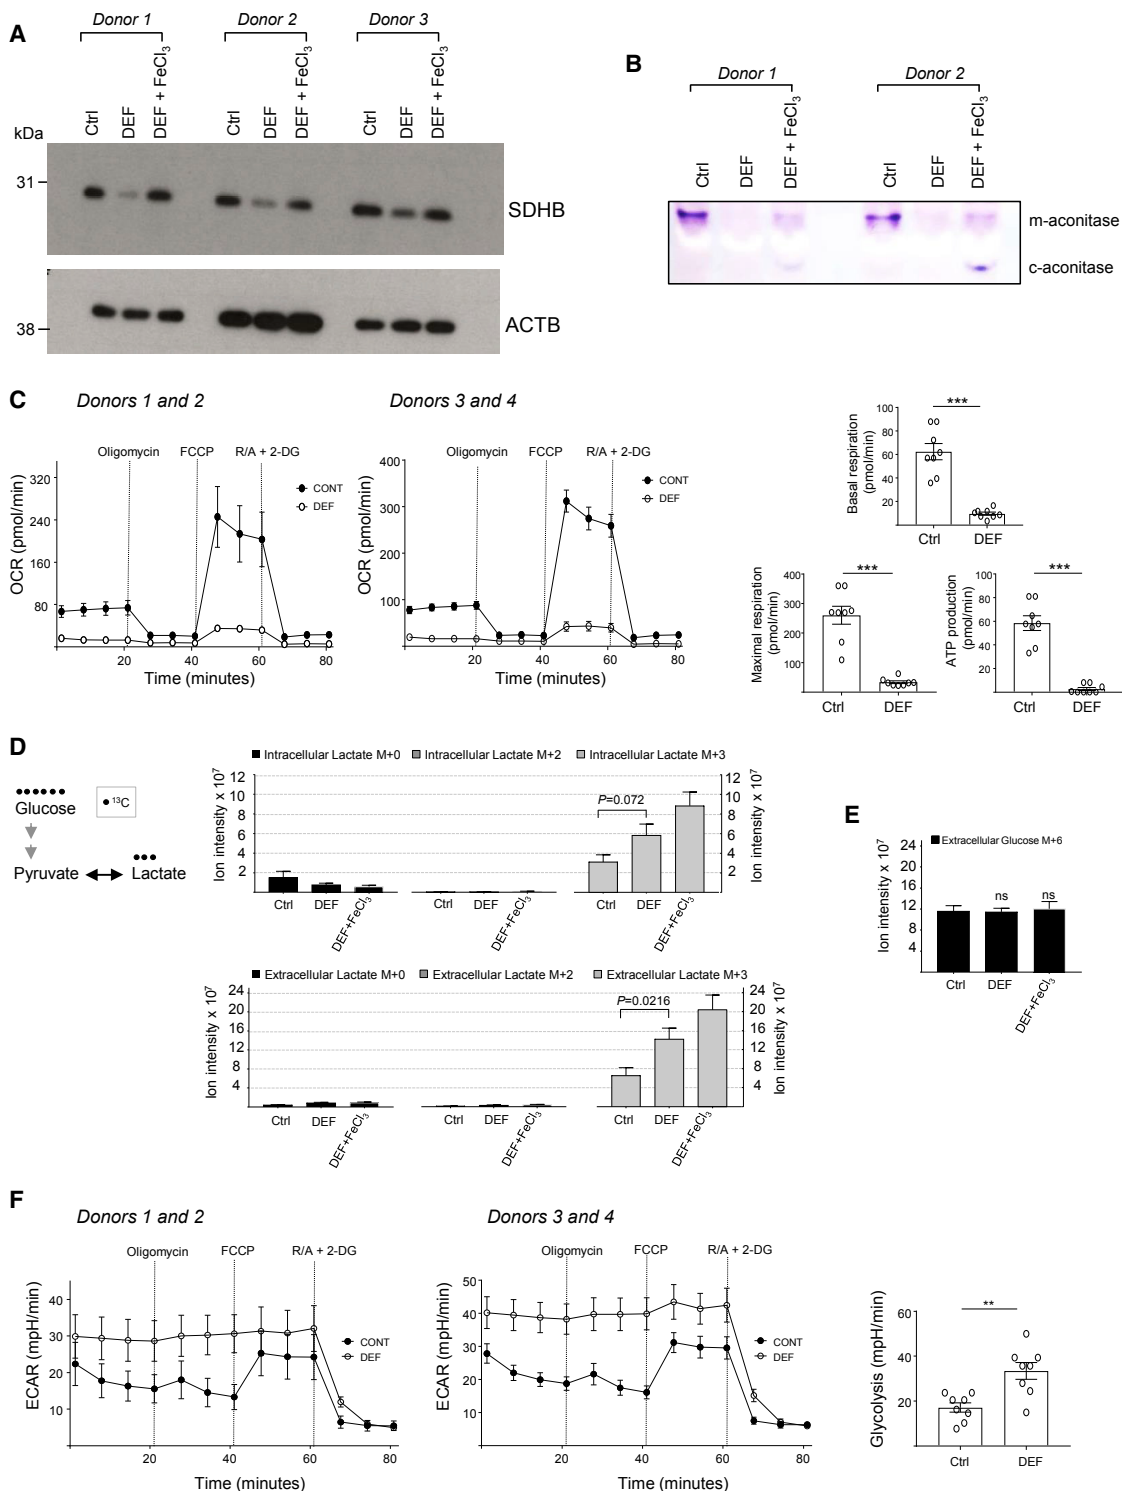 A
Donor 1
Donor 2
Donor 3
kDa
Ctrl
DEF
DEF + FeCl3
Ctrl
DEF
DEF + FeCl3
Ctrl
DEF
DEF + FeCl3
31
SDHB
38
ACTB
B
Donor 1
Donor 2
Ctrl
DEF
DEF + FeCl3
Ctrl
DEF
DEF + FeCl3
m-aconitase
c-aconitase
C
Donors 1 and 2
Oligomycin
FCCP
R/A + 2-DG
OCR (pmol/min)
320
240
160
80
CONT
DEF
20
40
60
80
Time (minutes)
Donors 3 and 4
Oligomycin
FCCP
R/A + 2-DG
OCR (pmol/min)
400
300
200
100
CONT
DEF
20
40
60
80
Time (minutes)
Basal respiration
(pmol/min)
100
80
60
40
20
***
Ctrl
DEF
Maximal respiration
(pmol/min)
400
300
200
100
***
Ctrl
DEF
ATP production
(pmol/min)
100
80
60
40
20
***
Ctrl
DEF
D
Glucose
13C
Pyruvate
Lactate
Intracellular Lactate M+0
Intracellular Lactate M+2
Intracellular Lactate M+3
Ion intensity x 10^7
12
10
8
6
4
2
P=0.072
12
10
8
6
4
2
Ion intensity x 10^7
Ctrl
DEF
DEF+FeCl3
Ctrl
DEF
DEF+FeCl3
Ctrl
DEF
DEF+FeCl3
Extracellular Lactate M+0
Extracellular Lactate M+2
Extracellular Lactate M+3
Ion intensity x 10^7
24
20
16
12
8
4
P=0.0216
24
20
16
12
8
4
Ion intensity x 10^7
Ctrl
DEF
DEF+FeCl3
Ctrl
DEF
DEF+FeCl3
Ctrl
DEF
DEF+FeCl3
E
Extracellular Glucose M+6
Ion intensity x 10^7
24
20
16
12
8
4
ns
ns
Ctrl
DEF
DEF+FeCl3
F
Donors 1 and 2
Oligomycin
FCCP
R/A + 2-DG
ECAR (mpH/min)
40
30
20
10
CONT
DEF
20
40
60
80
Time (minutes)
Donors 3 and 4
Oligomycin
FCCP
R/A + 2-DG
ECAR (mpH/min)
50
40
30
20
10
CONT
DEF
20
40
60
80
Time (minutes)
Glycolysis (mpH/min)
60
40
20
**
Ctrl
DEF